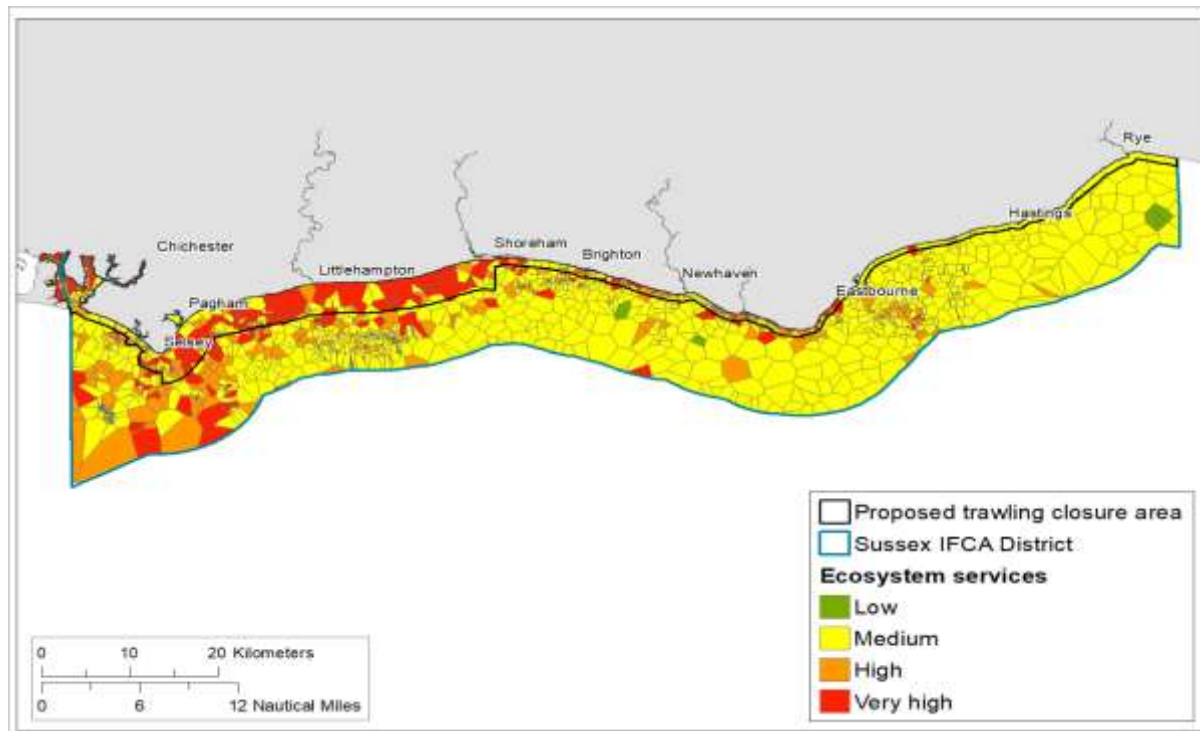 Rye
Hastings
Chichester
Shoreham
Brighton
Littlehampton
Newhaven
Eastbourne
Pagham
Selsey
Proposed trawling closure area
Sussex IFCA District
Ecosystem services
Low
Medium
High
Very high
0 10 20 Kilometers
0 6 12 Nautical Miles